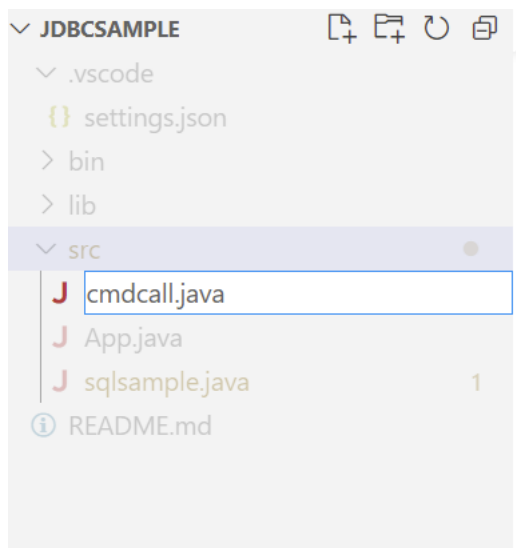 JDBCSAMPLE
.vscode
{} settings.json
bin
lib
src
J cmdcall.java
J App.java
J sqlsample.java 1
README.md